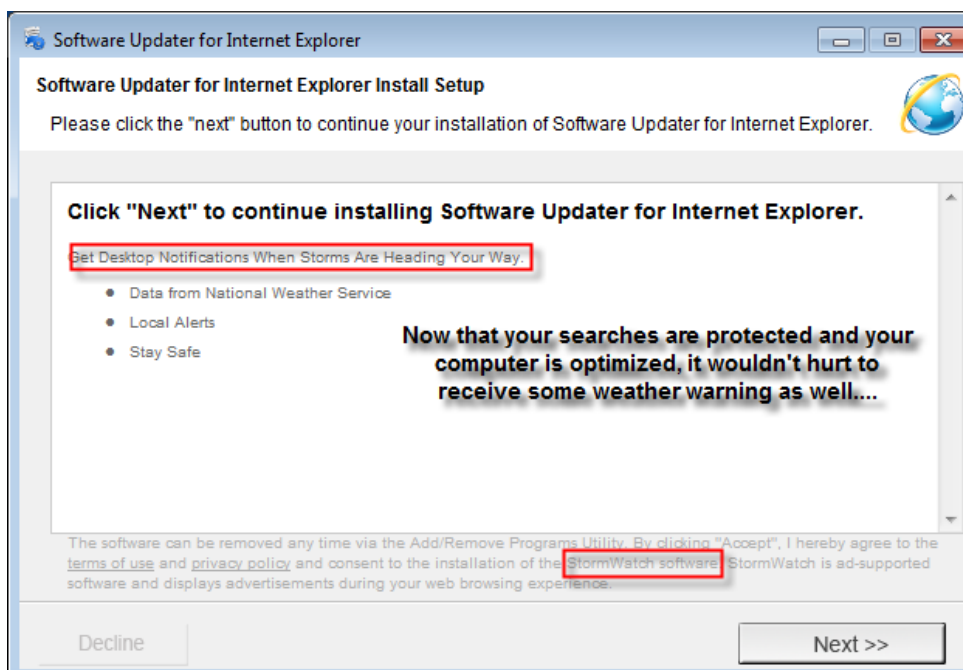 Software Updater for Internet Explorer
Software Updater for Internet Explorer Install Setup
Please click the "next" button to continue your installation of Software Updater for Internet Explorer.
Click "Next" to continue installing Software Updater for Internet Explorer.
Get Desktop Notifications When Storms Are Heading Your Way.
Data from National Weather Service
Local Alerts
Stay Safe
Now that your searches are protected and your
computer is optimized, it wouldn't hurt to
receive some weather warning as well....
The software can be removed any time via the Add/Remove Programs Utility. By clicking "Accept", I hereby agree to the
terms of use and privacy policy and consent to the installation of the StormWatch software. StormWatch is ad-supported
software and displays advertisements during your web browsing experience.
Decline
Next >>